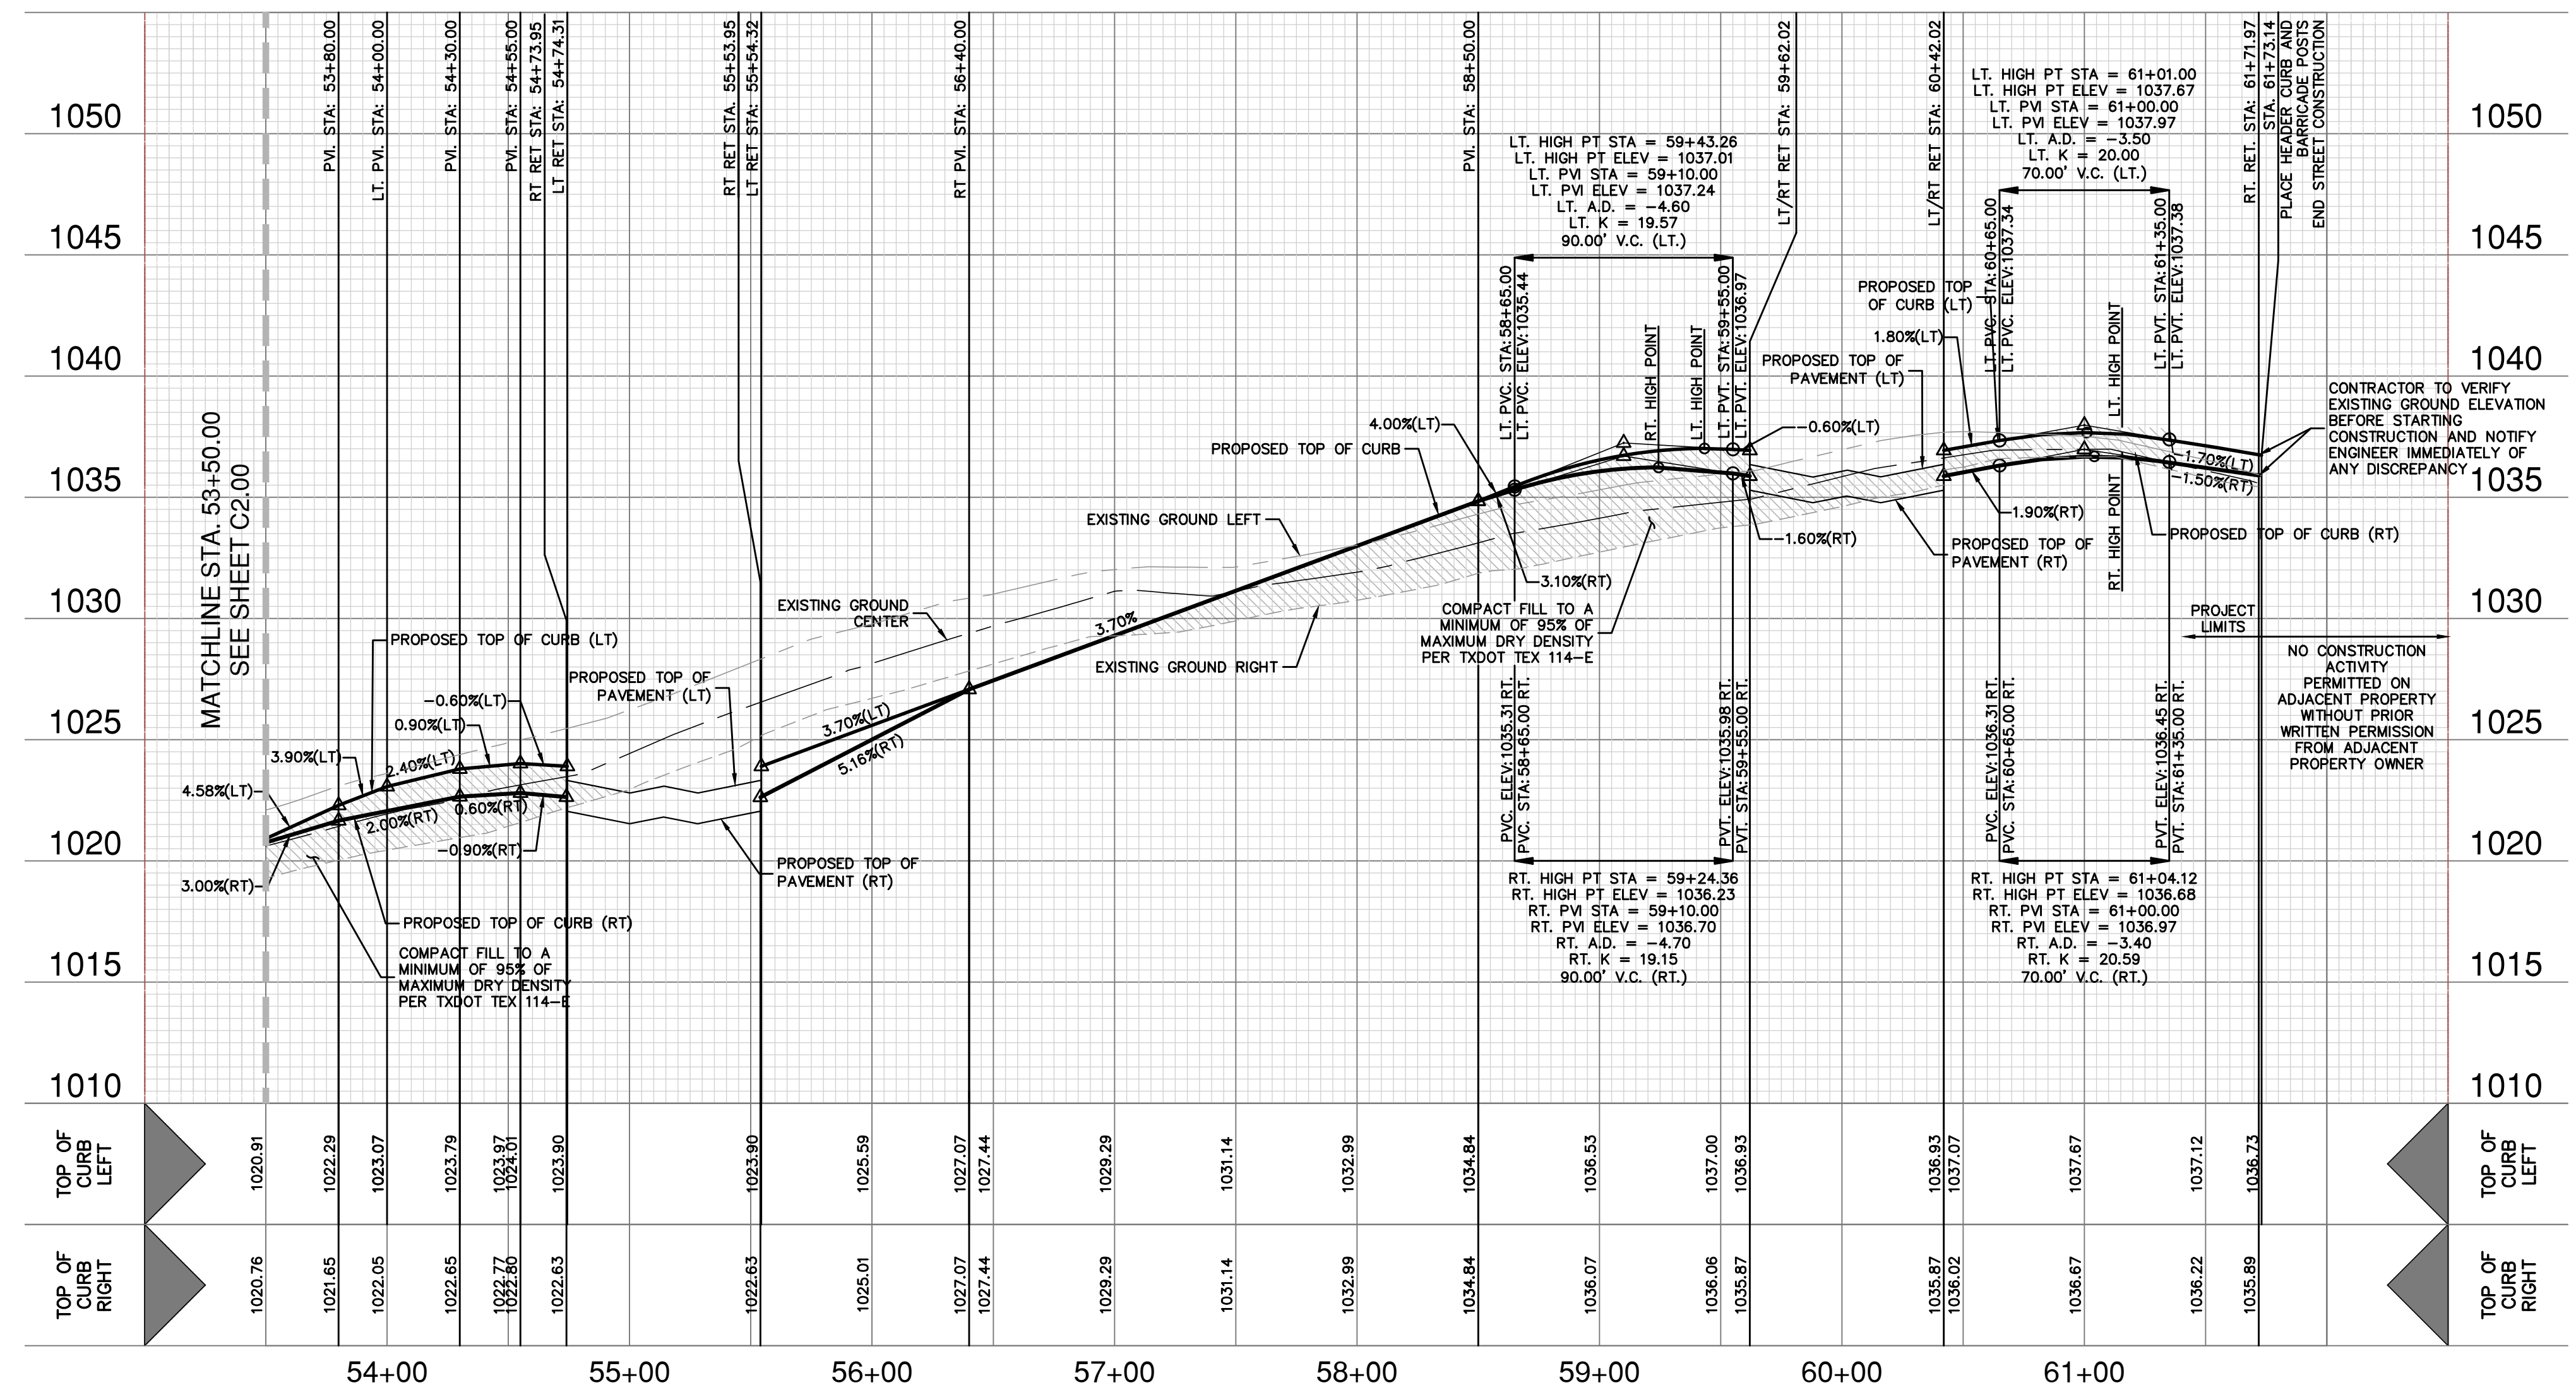 PVI. STA: 53+80.00
LT. PVI STA: 54+00.00
PVI. STA: 54+30.00
PVI. STA: 54+55.00
RT RET STA: 54+73.95
LT RET STA: 54+74.31
RT RET STA. 55+53.95
LT RET STA: 55+54.32
RT PVI STA: 56+40.00
PVI. STA: 58+50.00
LT/RT RET STA: 59+62.02
LT/RT RET STA: 60+42.02
RT. RET. STA: 61+71.97
STA. 61+73.14
PLACE HEADER CURB AND
BARRICADE POSTS
END STREET CONSTRUCTION
1050
1045
1040
1035
1030
1025
1020
1015
1010
1050
1045
1040
1035
1030
1025
1020
1015
1010
MATCHLINE STA. 53+50.00
SEE SHEET C2.00
LT. HIGH PT STA = 59+43.26
LT. HIGH PT ELEV = 1037.01
LT. PVI STA = 59+10.00
LT. PVI ELEV = 1037.24
LT. A.D. = -4.60
LT. K = 19.57
90.00' V.C. (LT.)
LT. HIGH PT STA = 61+01.00
LT. HIGH PT ELEV = 1037.67
LT. PVI STA = 61+00.00
LT. PVI ELEV = 1037.97
LT. A.D. = -3.50
LT. K = 20.00
70.00' V.C. (LT.)
LT. PVC. STA: 58+65.00
LT. PVC. ELEV: 1035.44
RT. HIGH POINT
LT. HIGH POINT
LT. PVT. STA: 59+55.00
LT. PVT. ELEV: 1036.97
LT. PVC. STA: 60+65.00
LT. PVC. ELEV: 1037.34
LT. HIGH POINT
LT. PVT. STA: 61+35.00
LT. PVT. ELEV: 1037.38
PROPOSED TOP
OF CURB (LT)
1.80%(LT)
PROPOSED TOP OF
PAVEMENT (LT)
4.00%(LT)
PROPOSED TOP OF CURB
--0.60%(LT)
CONTRACTOR TO VERIFY
EXISTING GROUND ELEVATION
BEFORE STARTING
CONSTRUCTION AND NOTIFY
ENGINEER IMMEDIATELY OF
ANY DISCREPANCY
-1.70%(LT)
-1.50%(RT)
EXISTING GROUND LEFT
-1.60%(RT)
1.90%(RT)
PROPOSED TOP OF CURB (RT)
PROPOSED TOP OF
PAVEMENT (RT)
RT. HIGH POINT
3.10%(RT)
COMPACT FILL TO A
MINIMUM OF 95% OF
MAXIMUM DRY DENSITY
PER TXDOT TEX 114-E
EXISTING GROUND
CENTER
3.70%
EXISTING GROUND RIGHT
PROJECT
LIMITS
NO CONSTRUCTION
ACTIVITY
PERMITTED ON
ADJACENT PROPERTY
WITHOUT PRIOR
WRITTEN PERMISSION
FROM ADJACENT
PROPERTY OWNER
PROPOSED TOP OF CURB (LT)
PROPOSED TOP OF
PAVEMENT (LT)
-0.60%(LT)
0.90%(LT)
3.90%(LT)
2.40%(LT)
4.58%(LT)
3.70%(LT)
5.16%(RT)
0.60%(RT)
2.00%(RT)
-0.90%(RT)
3.00%(RT)
PROPOSED TOP OF
PAVEMENT (RT)
PROPOSED TOP OF CURB (RT)
COMPACT FILL TO A
MINIMUM OF 95% OF
MAXIMUM DRY DENSITY
PER TXDOT TEX 114-E
PVC. ELEV: 1035.31 RT.
PVC. STA: 58+65.00 RT.
PVT. ELEV: 1035.98 RT.
PVT. STA: 59+55.00 RT.
PVC. ELEV: 1036.31 RT.
PVC. STA: 60+65.00 RT.
PVT. ELEV: 1036.45 RT.
PVT. STA: 61+35.00 RT.
RT. HIGH PT STA = 59+24.36
RT. HIGH PT ELEV = 1036.23
RT. PVI STA = 59+10.00
RT. PVI ELEV = 1036.70
RT. A.D. = -4.70
RT. K = 19.15
90.00' V.C. (RT.)
RT. HIGH PT STA = 61+04.12
RT. HIGH PT ELEV = 1036.68
RT. PVI STA = 61+00.00
RT. PVI ELEV = 1036.97
RT. A.D. = -3.40
RT. K = 20.59
70.00' V.C. (RT.)
TOP OF
CURB
LEFT
1020.91
1022.29
1023.07
1023.79
1023.97
1024.01
1023.90
1023.90
1025.59
1027.07
1027.44
1029.29
1031.14
1032.99
1034.84
1036.53
1037.00
1036.93
1036.93
1037.07
1037.67
1037.12
1036.73
TOP OF
CURB
LEFT
TOP OF
CURB
RIGHT
1020.76
1021.65
1022.05
1022.65
1022.77
1022.80
1022.63
1022.63
1025.01
1027.07
1027.44
1029.29
1031.14
1032.99
1034.84
1036.07
1036.06
1035.87
1035.87
1036.02
1036.67
1036.22
1035.89
TOP OF
CURB
RIGHT
54+00
55+00
56+00
57+00
58+00
59+00
60+00
61+00